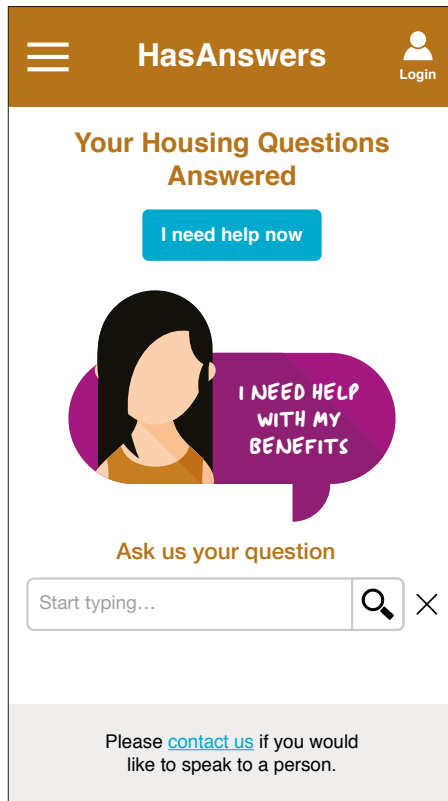 HasAnswers
Login
Your Housing Questions
Answered
I need help now
I NEED HELP
WITH MY
BENEFITS
Ask us your question
Start typing…
Please contact us if you would
like to speak to a person.